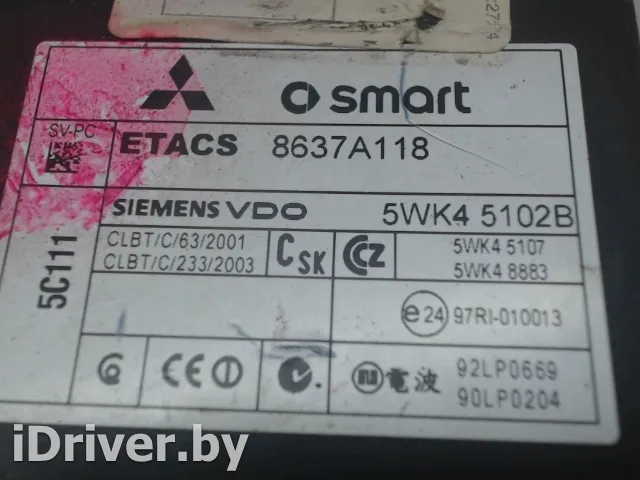 smart
SV-PC
ETACS 8637A118
SIEMENS VDO 5WK4 5102B
5C111
CLBT/C/63/2001
CLBT/C/233/2003
CSK
CCZ
5WK4 5107
5WK4 8883
e24 97RI-010013
CE
電波
92LP0669
90LP0204
iDriver.by